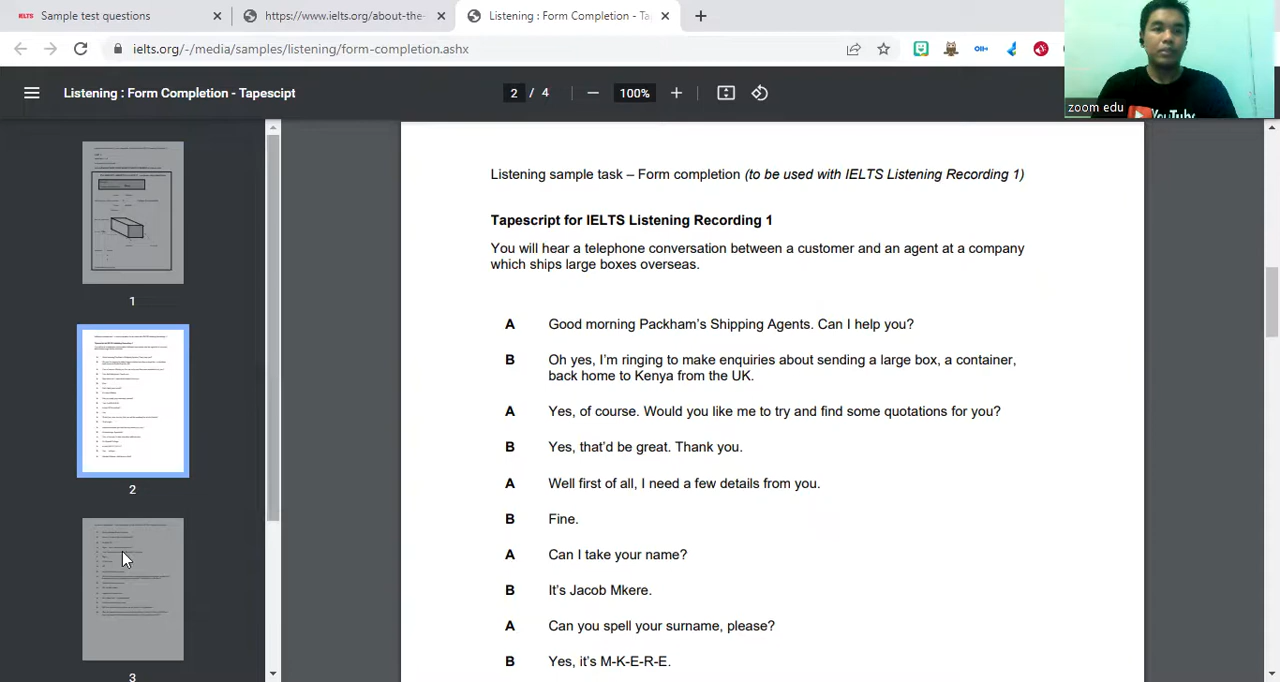 IELTS Sample test questions
https://www.ielts.org/about-the-
Listening : Form Completion - Ta
ielts.org/-/media/samples/listening/form-completion.ashx
zoom edu
YouTube
Listening : Form Completion - Tapescipt
2 / 4
100%
Listening sample task – Form completion (to be used with IELTS Listening Recording 1)
Tapescript for IELTS Listening Recording 1
You will hear a telephone conversation between a customer and an agent at a company
which ships large boxes overseas.
A Good morning Packham's Shipping Agents. Can I help you?
B Oh yes, I'm ringing to make enquiries about sending a large box, a container,
back home to Kenya from the UK.
A Yes, of course. Would you like me to try and find some quotations for you?
B Yes, that'd be great. Thank you.
A Well first of all, I need a few details from you.
B Fine.
A Can I take your name?
B It's Jacob Mkere.
A Can you spell your surname, please?
B Yes, it's M-K-E-R-E.
1
2
3